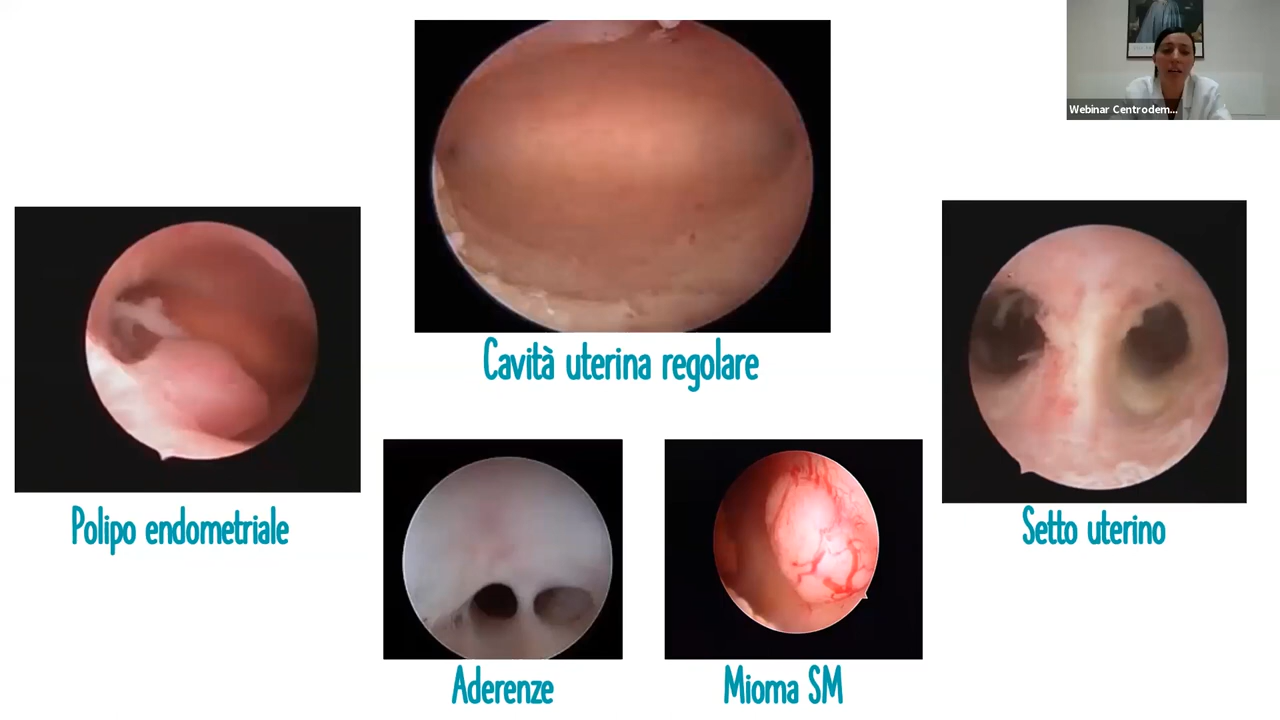 Webinar Centrodem...
Cavità uterina regolare
Polipo endometriale
Setto uterino
Aderenze
Mioma SM